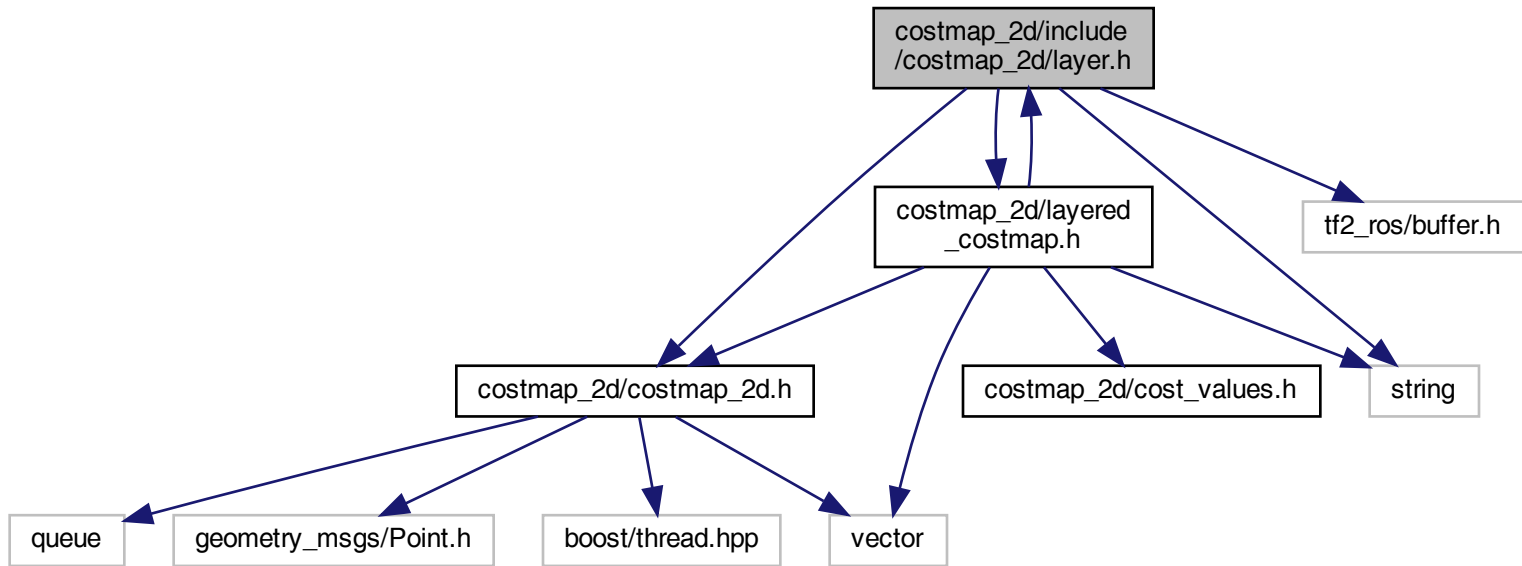 costmap_2d/include
/costmap_2d/layer.h
costmap_2d/layered
_costmap.h
tf2_ros/buffer.h
costmap_2d/costmap_2d.h
costmap_2d/cost_values.h
string
queue
geometry_msgs/Point.h
boost/thread.hpp
vector